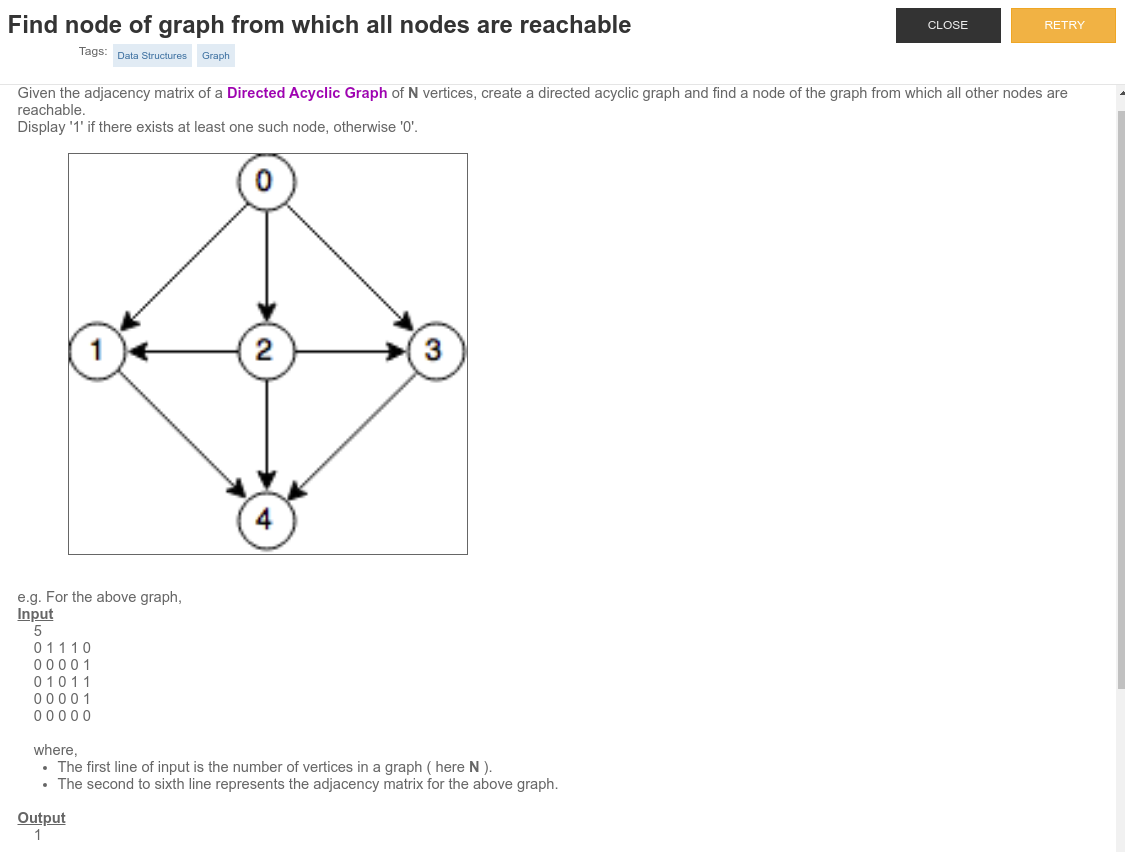 Find node of graph from which all nodes are reachable
CLOSE
RETRY
Tags: Data Structures Graph
Given the adjacency matrix of a Directed Acyclic Graph of N vertices, create a directed acyclic graph and find a node of the graph from which all other nodes are
reachable.
Display '1' if there exists at least one such node, otherwise '0'.
0
1 2 3
4
e.g. For the above graph,
Input
5
0 1 1 1 0
0 0 0 0 1
0 1 0 1 1
0 0 0 0 1
0 0 0 0 0
where,
• The first line of input is the number of vertices in a graph ( here N ).
• The second to sixth line represents the adjacency matrix for the above graph.
Output
1